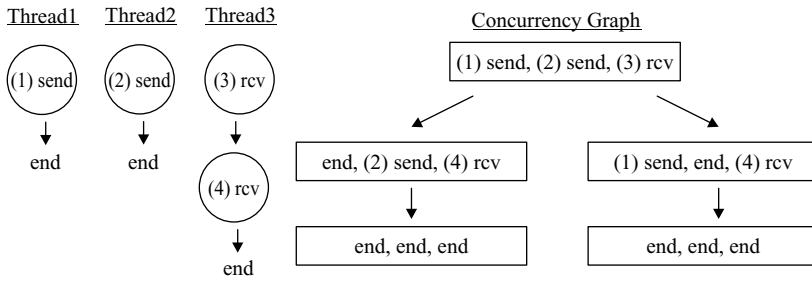 Thread1 Thread2 Thread3
(1) send (2) send (3) rcv
end end
(4) rcv
end
Concurrency Graph
(1) send, (2) send, (3) rcv
end, (2) send, (4) rcv
(1) send, end, (4) rcv
end, end, end
end, end, end